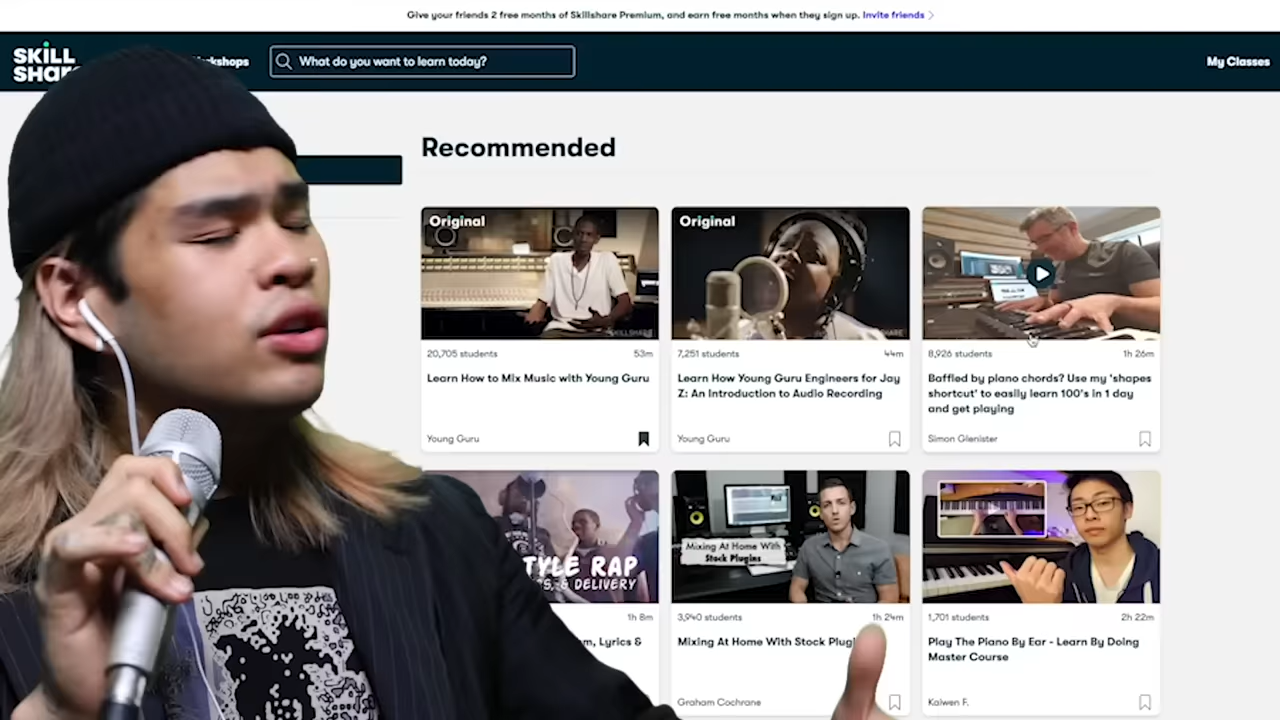 Give your friends 2 free months of Skillshare Premium, and earn free months when they sign up. Invite friends
SKILL
What do you want to learn today?
My Classes
Recommended
Original
Original
SKILLSHARE
20,705 students 53m
7,251 students 44m
8,926 students 1h 26m
Learn How to Mix Music with Young Guru
Learn How Young Guru Engineers for Jay
Z: An Introduction to Audio Recording
Baffled by piano chords? Use my 'shapes
shortcut' to easily learn 100's in 1 day
and get playing
Young Guru
Young Guru
Simon Glenister
RAP
& DELIVERY
Mixing At Home With
Stock Plugins
1h 8m
3,940 students 1h 24m
1,701 students 2h 22m
Lyrics &
Mixing At Home With Stock
Play The Piano By Ear - Learn By Doing
Master Course
Graham Cochrane
Kaiwen F.